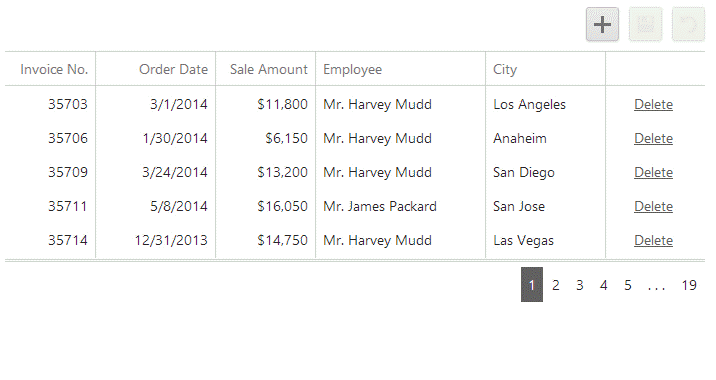 Invoice No. Order Date Sale Amount Employee City
35703 3/1/2014 $11,800 Mr. Harvey Mudd Los Angeles Delete
35706 1/30/2014 $6,150 Mr. Harvey Mudd Anaheim Delete
35709 3/24/2014 $13,200 Mr. Harvey Mudd San Diego Delete
35711 5/8/2014 $16,050 Mr. James Packard San Jose Delete
35714 12/31/2013 $14,750 Mr. Harvey Mudd Las Vegas Delete
1 2 3 4 5 ... 19